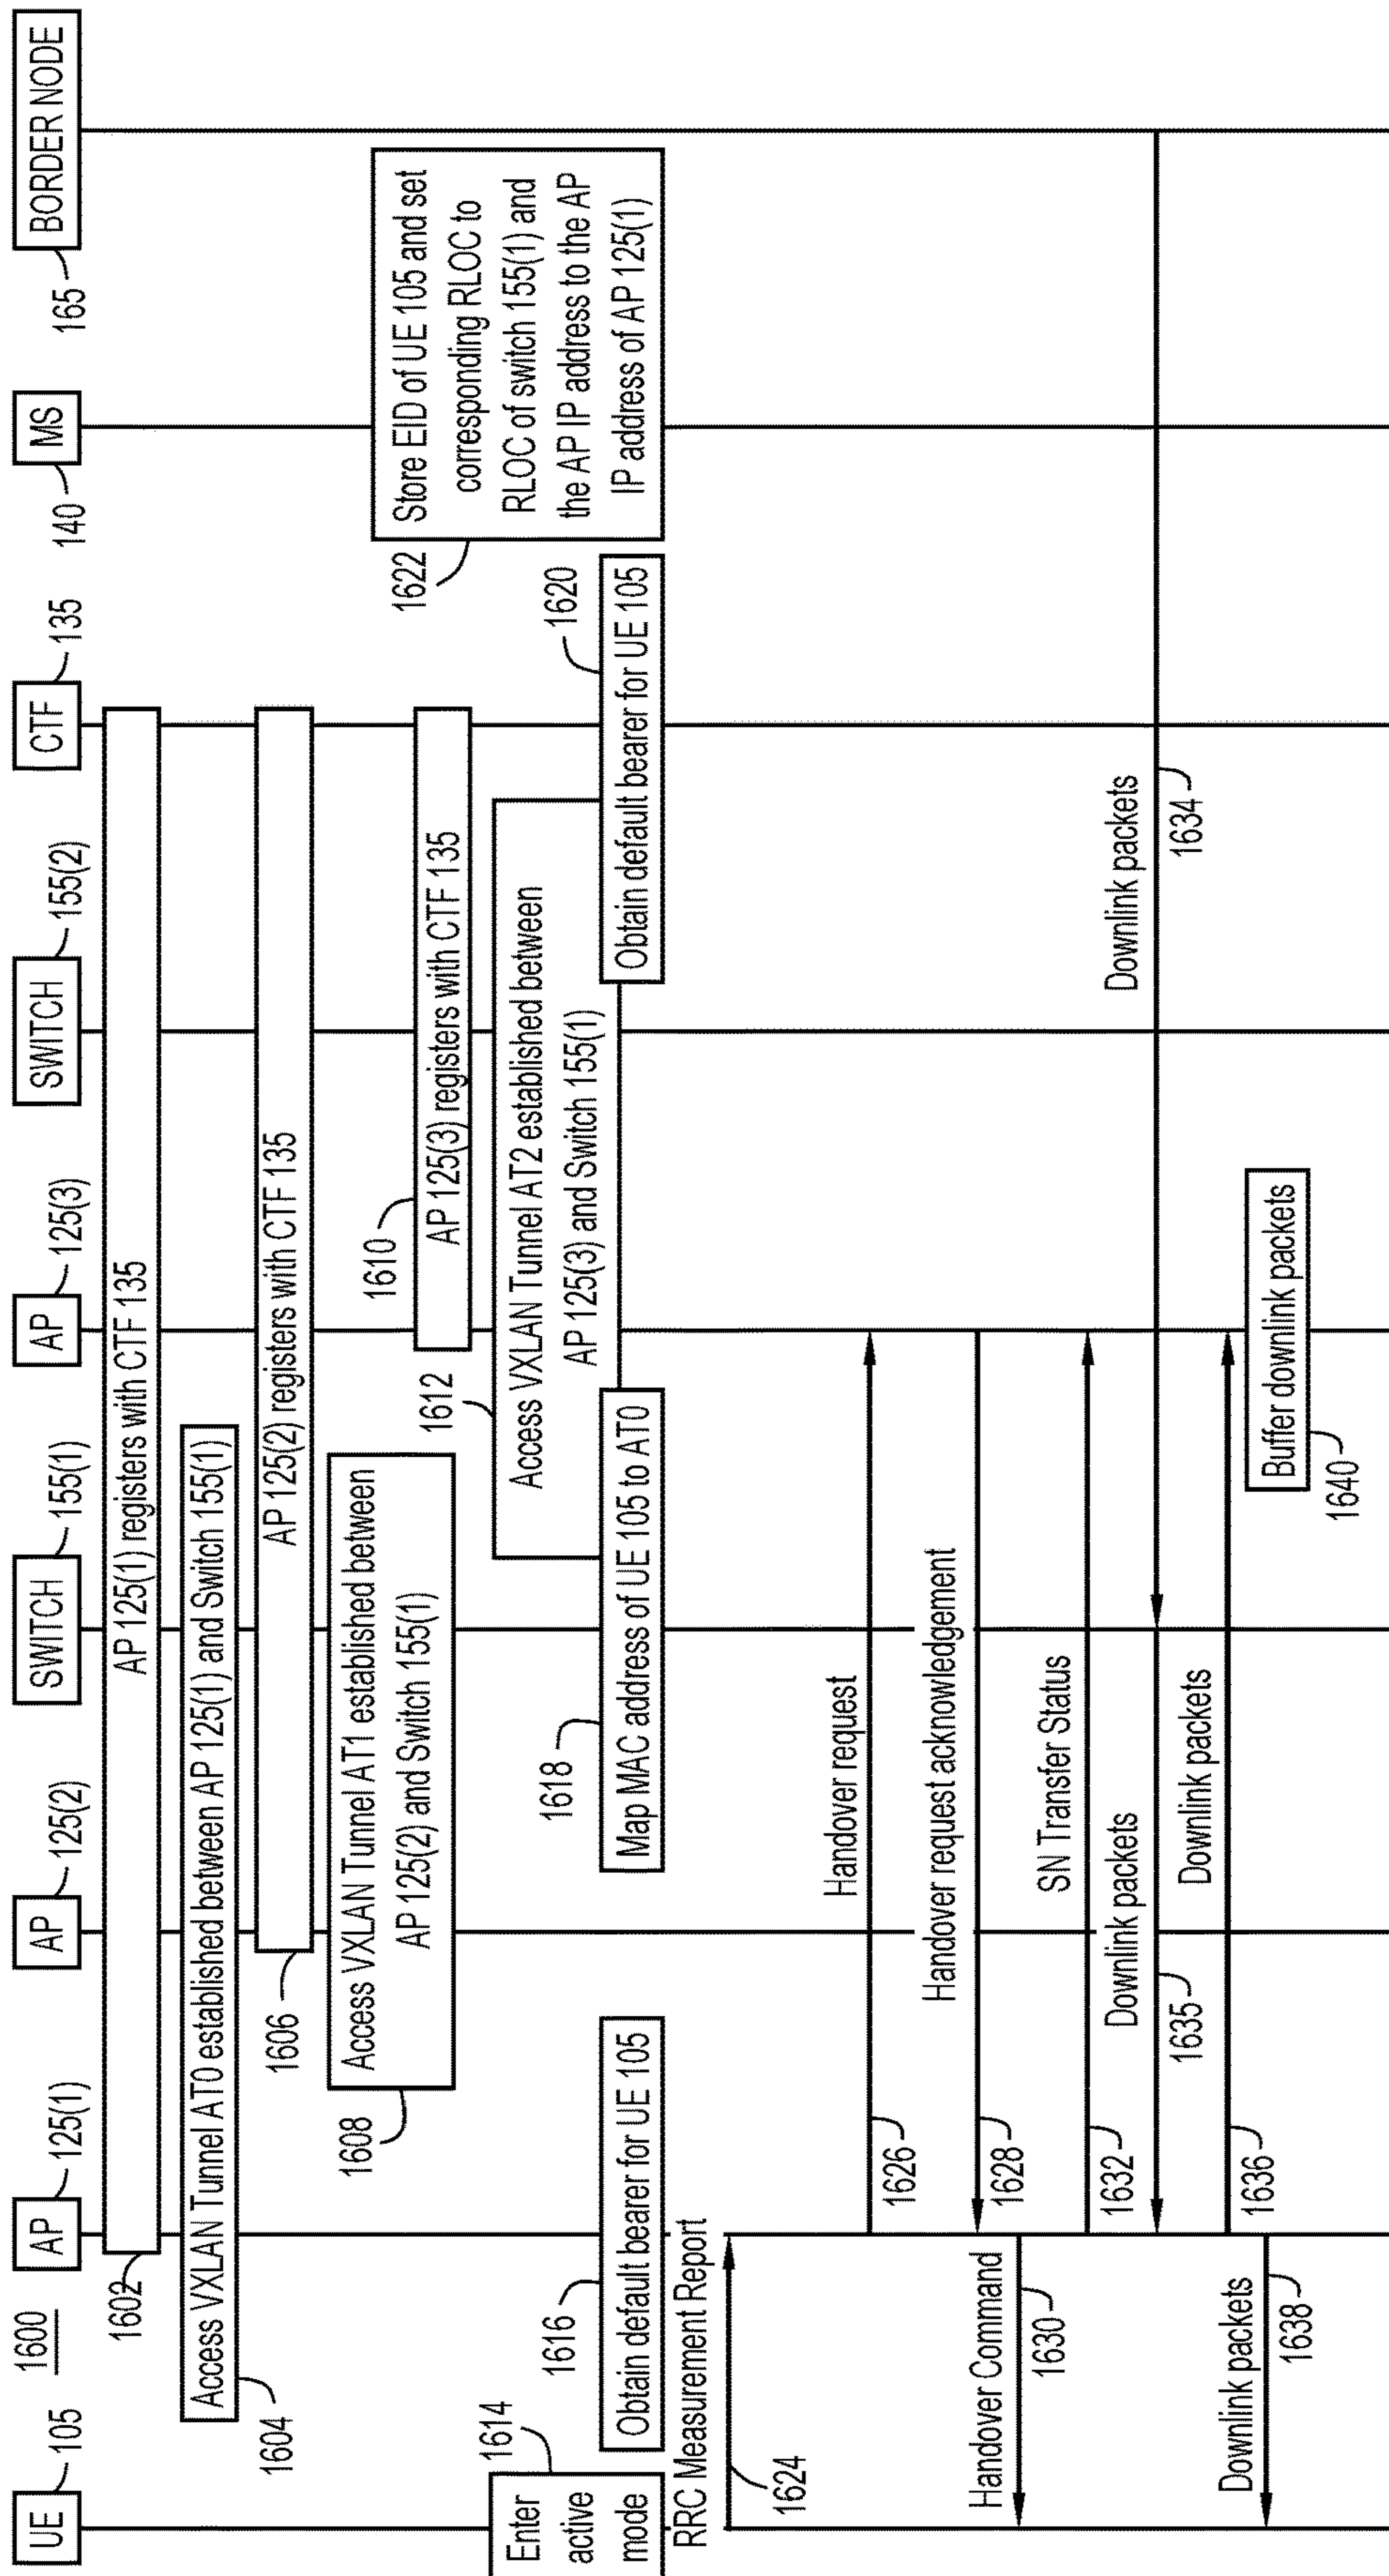 1600
UE
105
AP
125(1)
AP
125(2)
SWITCH
155(1)
AP
125(3)
SWITCH
155(2)
CTF
135
MS
140
BORDER NODE
165
1602
AP 125(1) registers with CTF 135
Access VXLAN Tunnel AT0 established between AP 125(1) and Switch 155(1)
1604
AP 125(2) registers with CTF 135
1606
Access VXLAN Tunnel AT1 established between
AP 125(2) and Switch 155(1)
1608
1610
AP 125(3) registers with CTF 135
1612
Access VXLAN Tunnel AT2 established between
AP 125(3) and Switch 155(1)
1614
Enter
active
mode
1616
Obtain default bearer for UE 105
1618
Map MAC address of UE 105 to AT0
1620
Obtain default bearer for UE 105
1622
Store EID of UE 105 and set
corresponding RLOC to
RLOC of switch 155(1) and
the AP IP address to the AP
IP address of AP 125(1)
RRC Measurement Report
1624
Handover request
1626
Handover request acknowledgement
1628
Handover Command
1630
SN Transfer Status
1632
Downlink packets
1634
Downlink packets
1635
Downlink packets
1636
Downlink packets
1638
Buffer downlink packets
1640